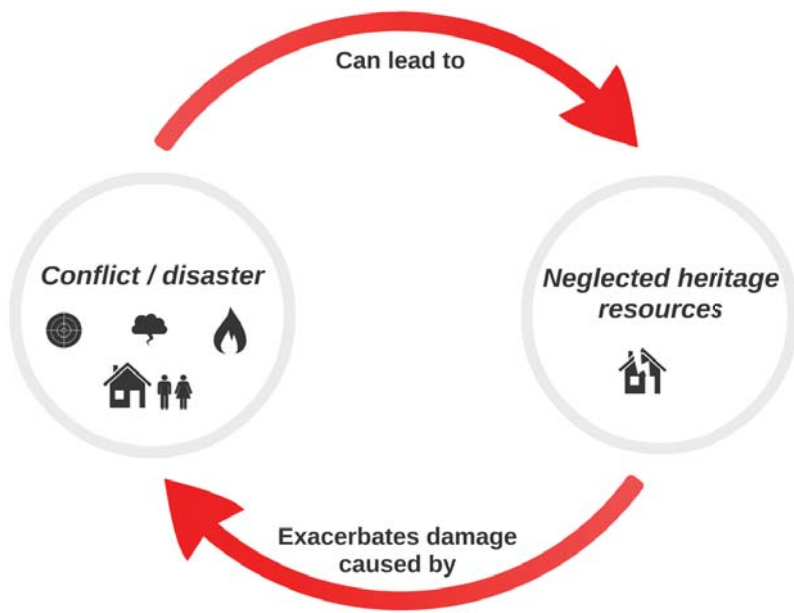 Can lead to
Conflict / disaster
Neglected heritage
resources
Exacerbates damage
caused by